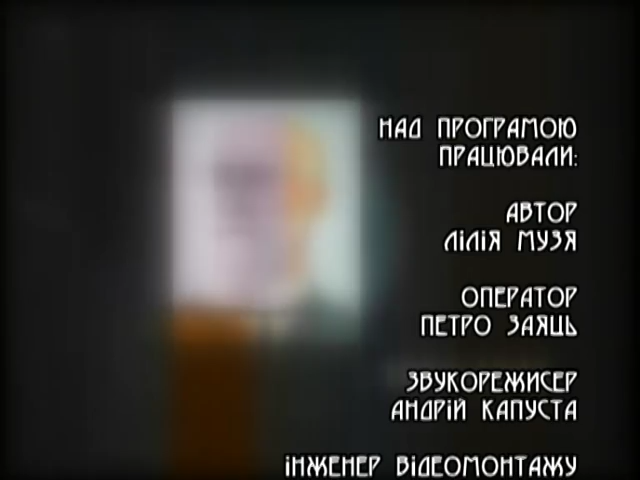 НАД ПРОГРАМОЮ
ПРАЦЮВАЛИ:
АВТОР
ЛІЛІЯ МУЗЯ
ОПЕРАТОР
ПЕТРО ЗАЯЦЬ
ЗВУКОРЕЖИСЕР
АНДРІЙ КАПУСТА
ІНЖЕНЕР ВІДЕОМОНТАЖУ